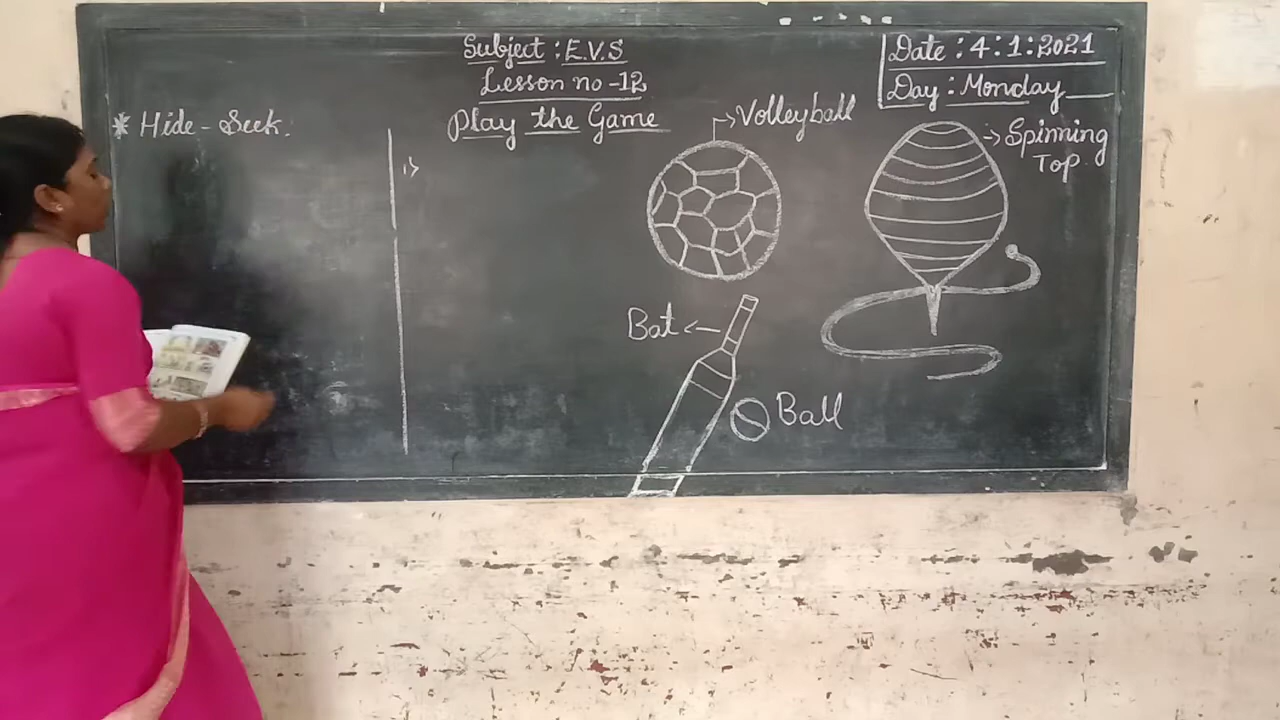 Subject : E.V.S
Lesson no -12
Play the Game
Date : 4:1:2021
Day : Monday
* Hide - Seek.
1)
Volleyball
Spinning
Top.
Bat
Ball